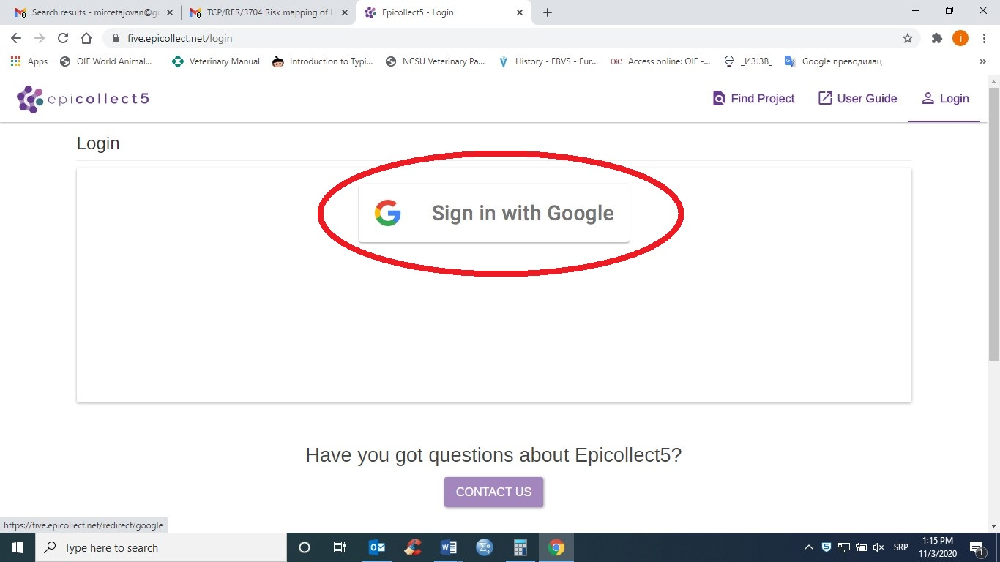 Search results - mircetajovan@g
TCP/RER/3704 Risk mapping of H
Epicollect5 - Login
five.epicollect.net/login
j
Apps
OIE World Animal...
Veterinary Manual
Introduction to Typi...
NCSU Veterinary Pa...
History - EBVS - Eur...
OIE Access online: OIE -...
_ИЗЈЗВ_
Google преводилац
»
epicollect5
Find Project
User Guide
Login
Login
Sign in with Google
Have you got questions about Epicollect5?
CONTACT US
https://five.epicollect.net/redirect/google
Type here to search
SRP
1:15 PM
11/3/2020
1